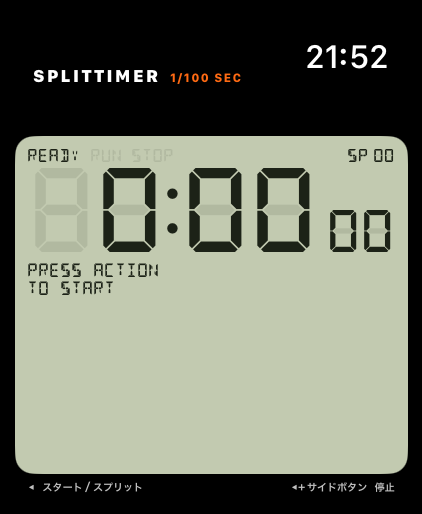 21:52
SPLITTIMER 1/100 SEC
READY RUN STOP SP 00
0:00 00
PRESS ACTION
TO START
◂ スタート / スプリット ◂+サイドボタン 停止